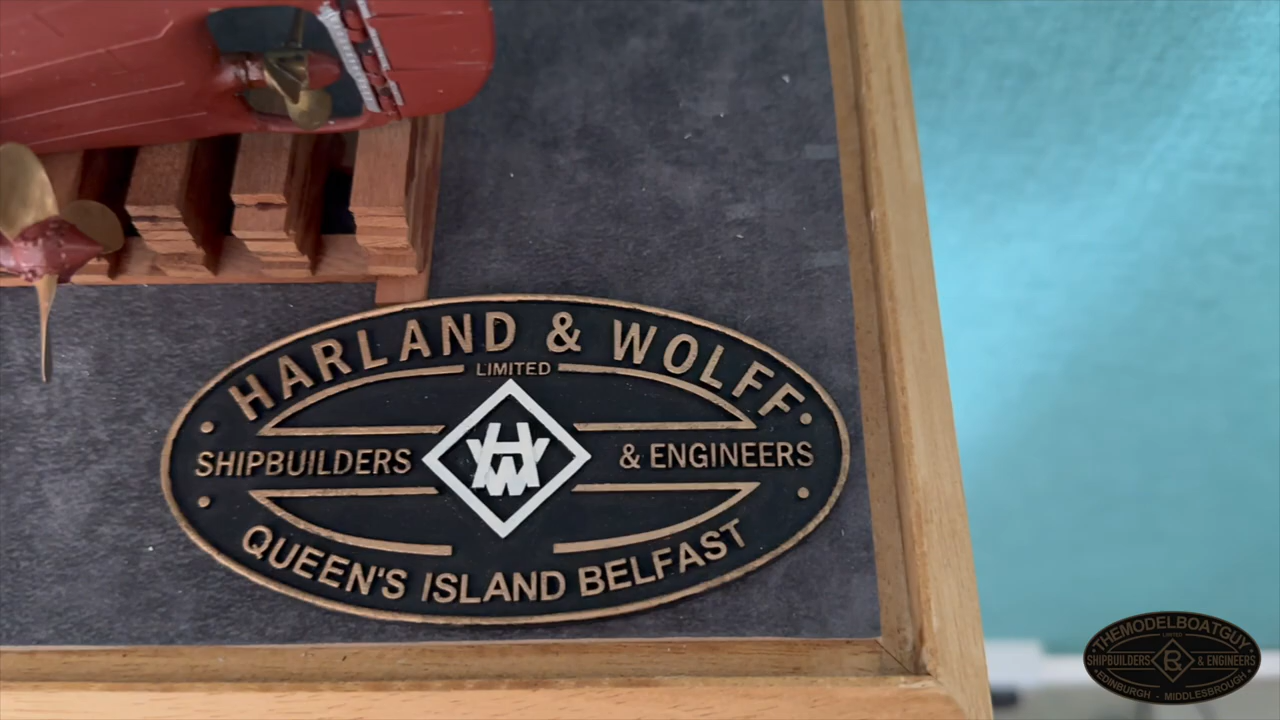 HARLAND & WOLFF
LIMITED
SHIPBUILDERS & ENGINEERS
HW
QUEEN'S ISLAND BELFAST
THEMODELBOATGUY
LIMITED
SHIPBUILDERS & ENGINEERS
EDINBURGH - MIDDLESBROUGH